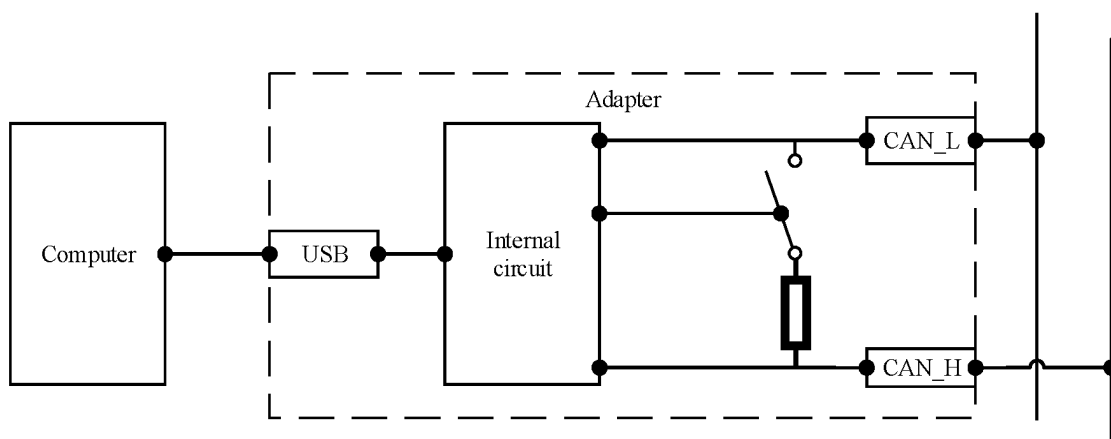 Adapter
Computer
USB
Internal
circuit
CAN_L
CAN_H